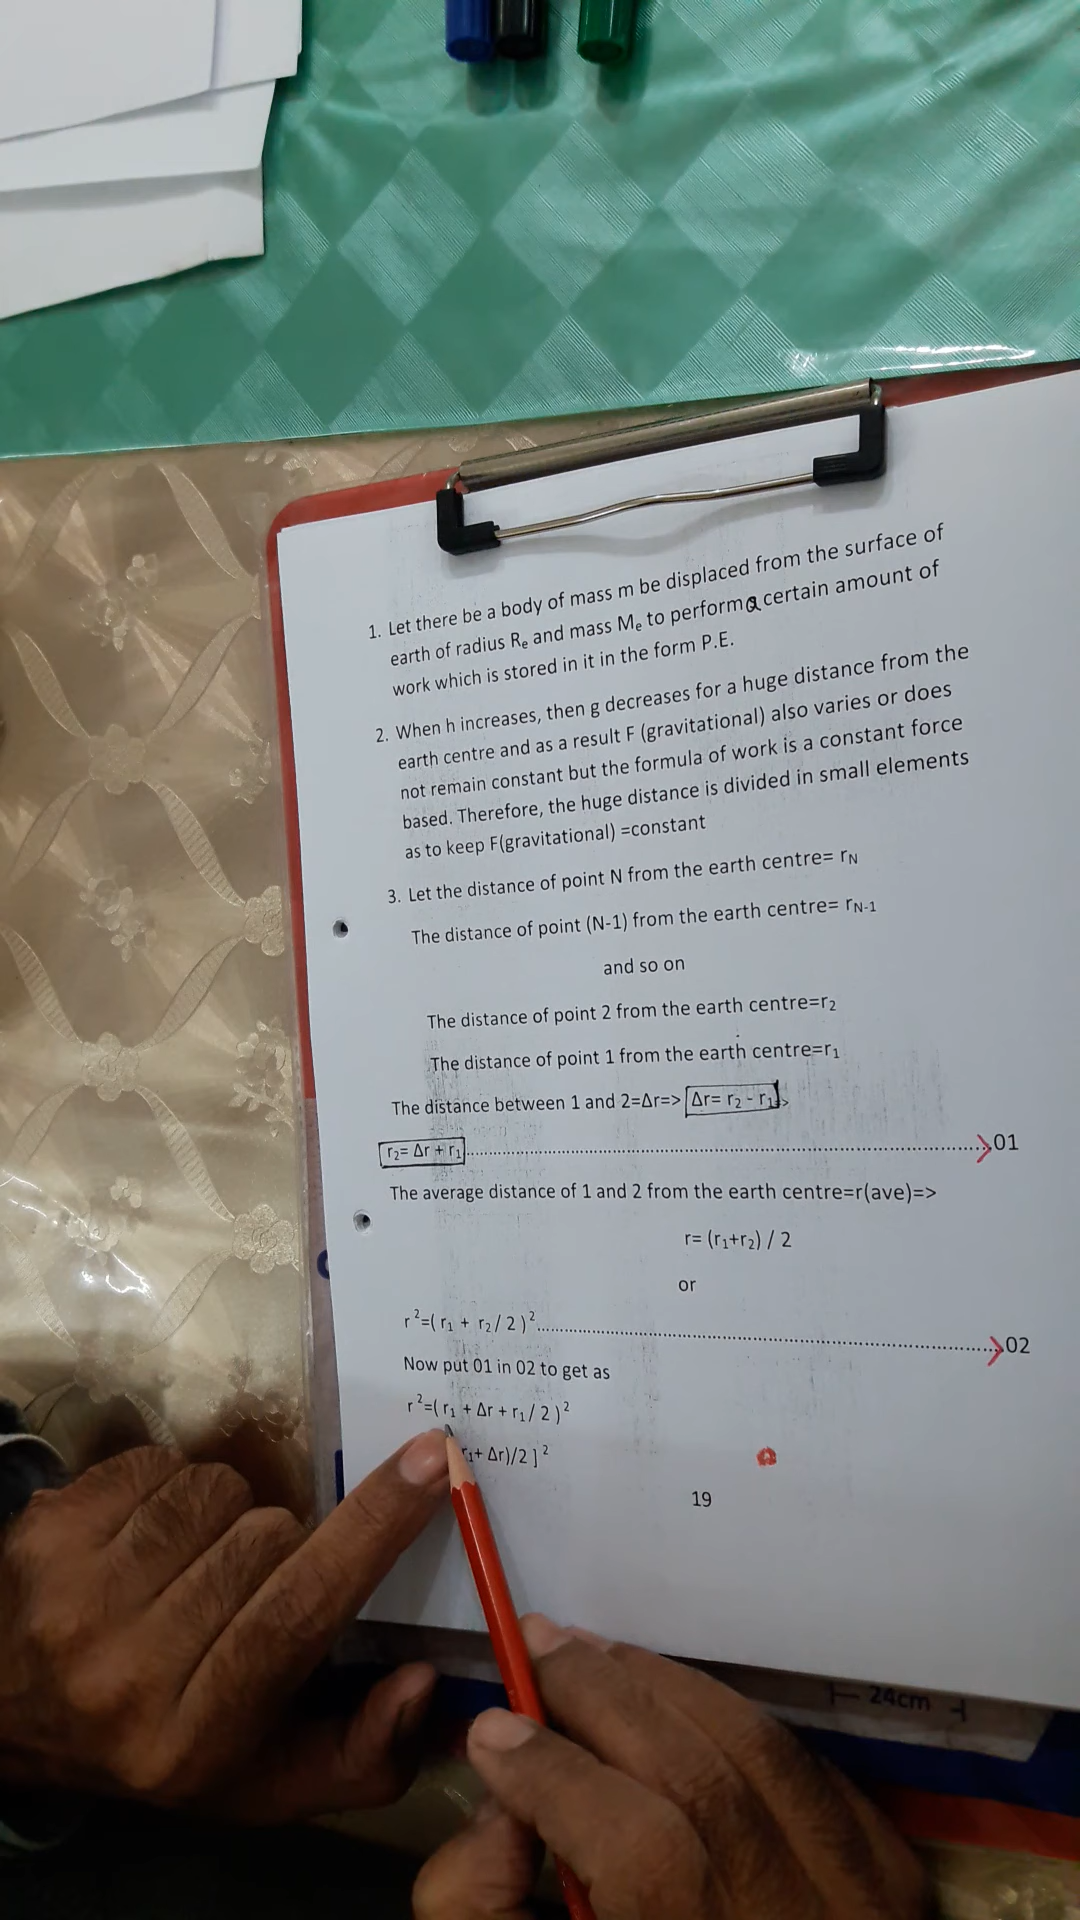 1. Let there be a body of mass m be displaced from the surface of
earth of radius Rₑ and mass Mₑ to perform a certain amount of
work which is stored in it in the form P.E.
2. When h increases, then g decreases for a huge distance from the
earth centre and as a result F (gravitational) also varies or does
not remain constant but the formula of work is a constant force
based. Therefore, the huge distance is divided in small elements
as to keep F(gravitational) =constant
3. Let the distance of point N from the earth centre= rN
The distance of point (N-1) from the earth centre= rN-1
and so on
The distance of point 2 from the earth centre=r₂
The distance of point 1 from the earth centre=r₁
The distance between 1 and 2=Δr=> Δr= r₂ - r₁=>
r₂= Δr + r₁..........01
The average distance of 1 and 2 from the earth centre=r(ave)=>
r= (r₁+r₂) / 2
or
r²=( r₁ + r₂/ 2 )²..........02
Now put 01 in 02 to get as
r²=( r₁ + Δr + r₁/ 2 )²
r₁+ Δr)/2 ]²
19
24cm